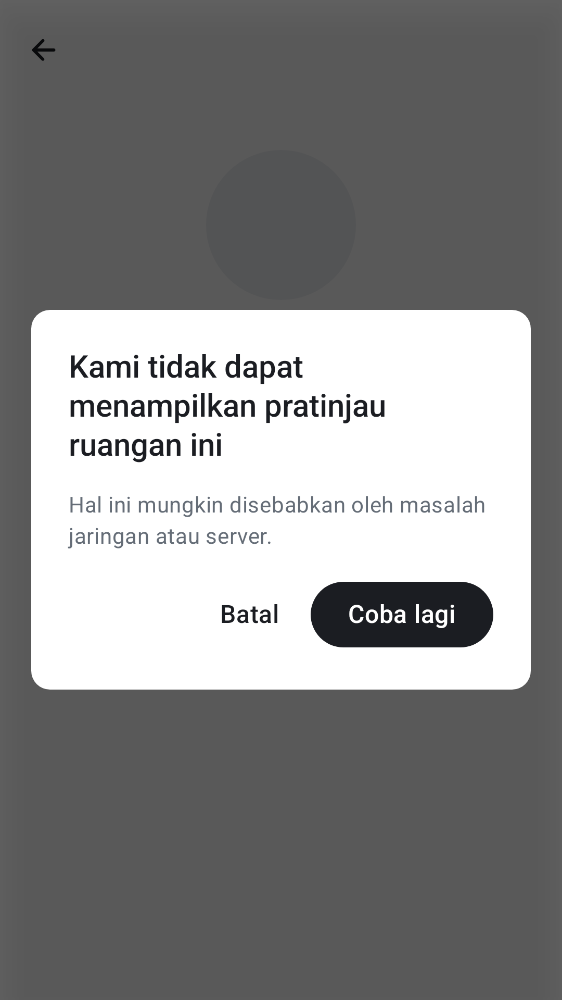 Kami tidak dapat
menampilkan pratinjau
ruangan ini
Hal ini mungkin disebabkan oleh masalah
jaringan atau server.
Batal
Coba lagi